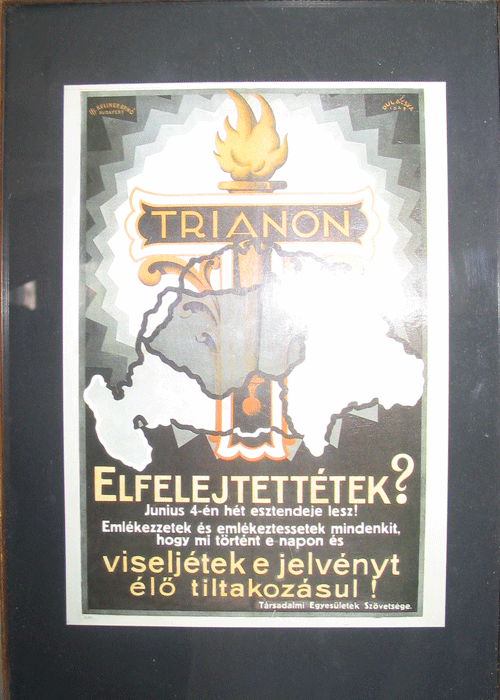 BUDAPEST
TRIANON
ELFELEJTETTÉTEK?
Junius 4-én hét esztendeje lesz!
Emlékezzetek és emlékeztessetek mindenkit,
hogy mi történt e napon és
viseljétek e jelvényt
élő tiltakozásul!
Társadalmi Egyesületek Szövetsége.